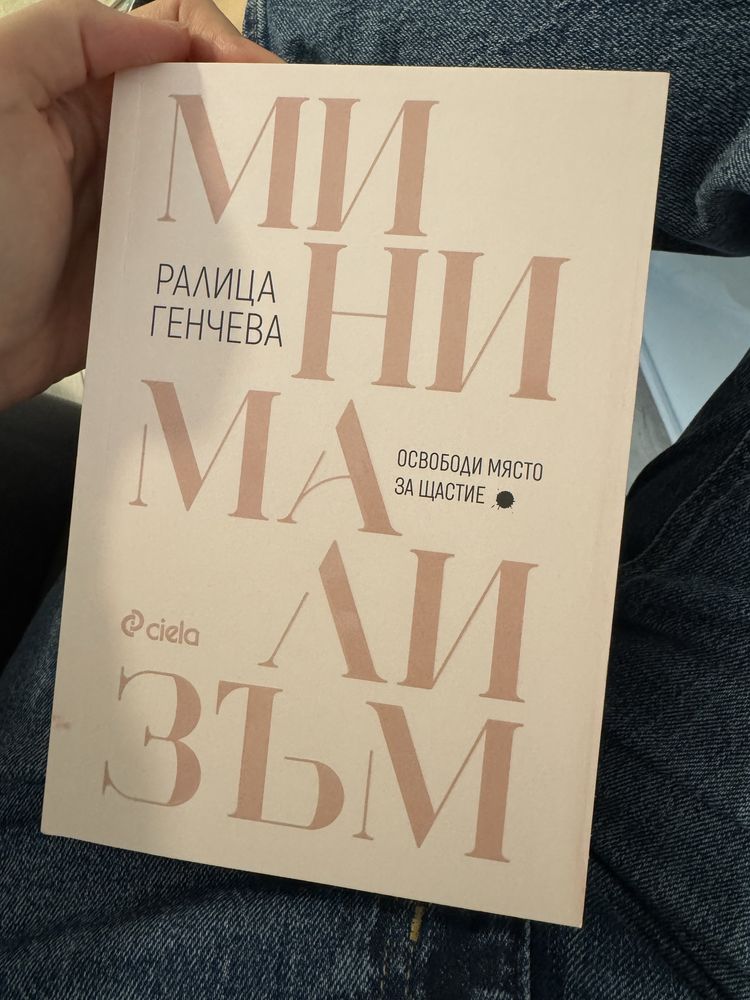 МИ
РАЛИЦА
ГЕНЧЕВА
НИ
МА
ОСВОБОДИ МЯСТО
ЗА ЩАСТИЕ
ЛИ
ciela
ЗЪМ